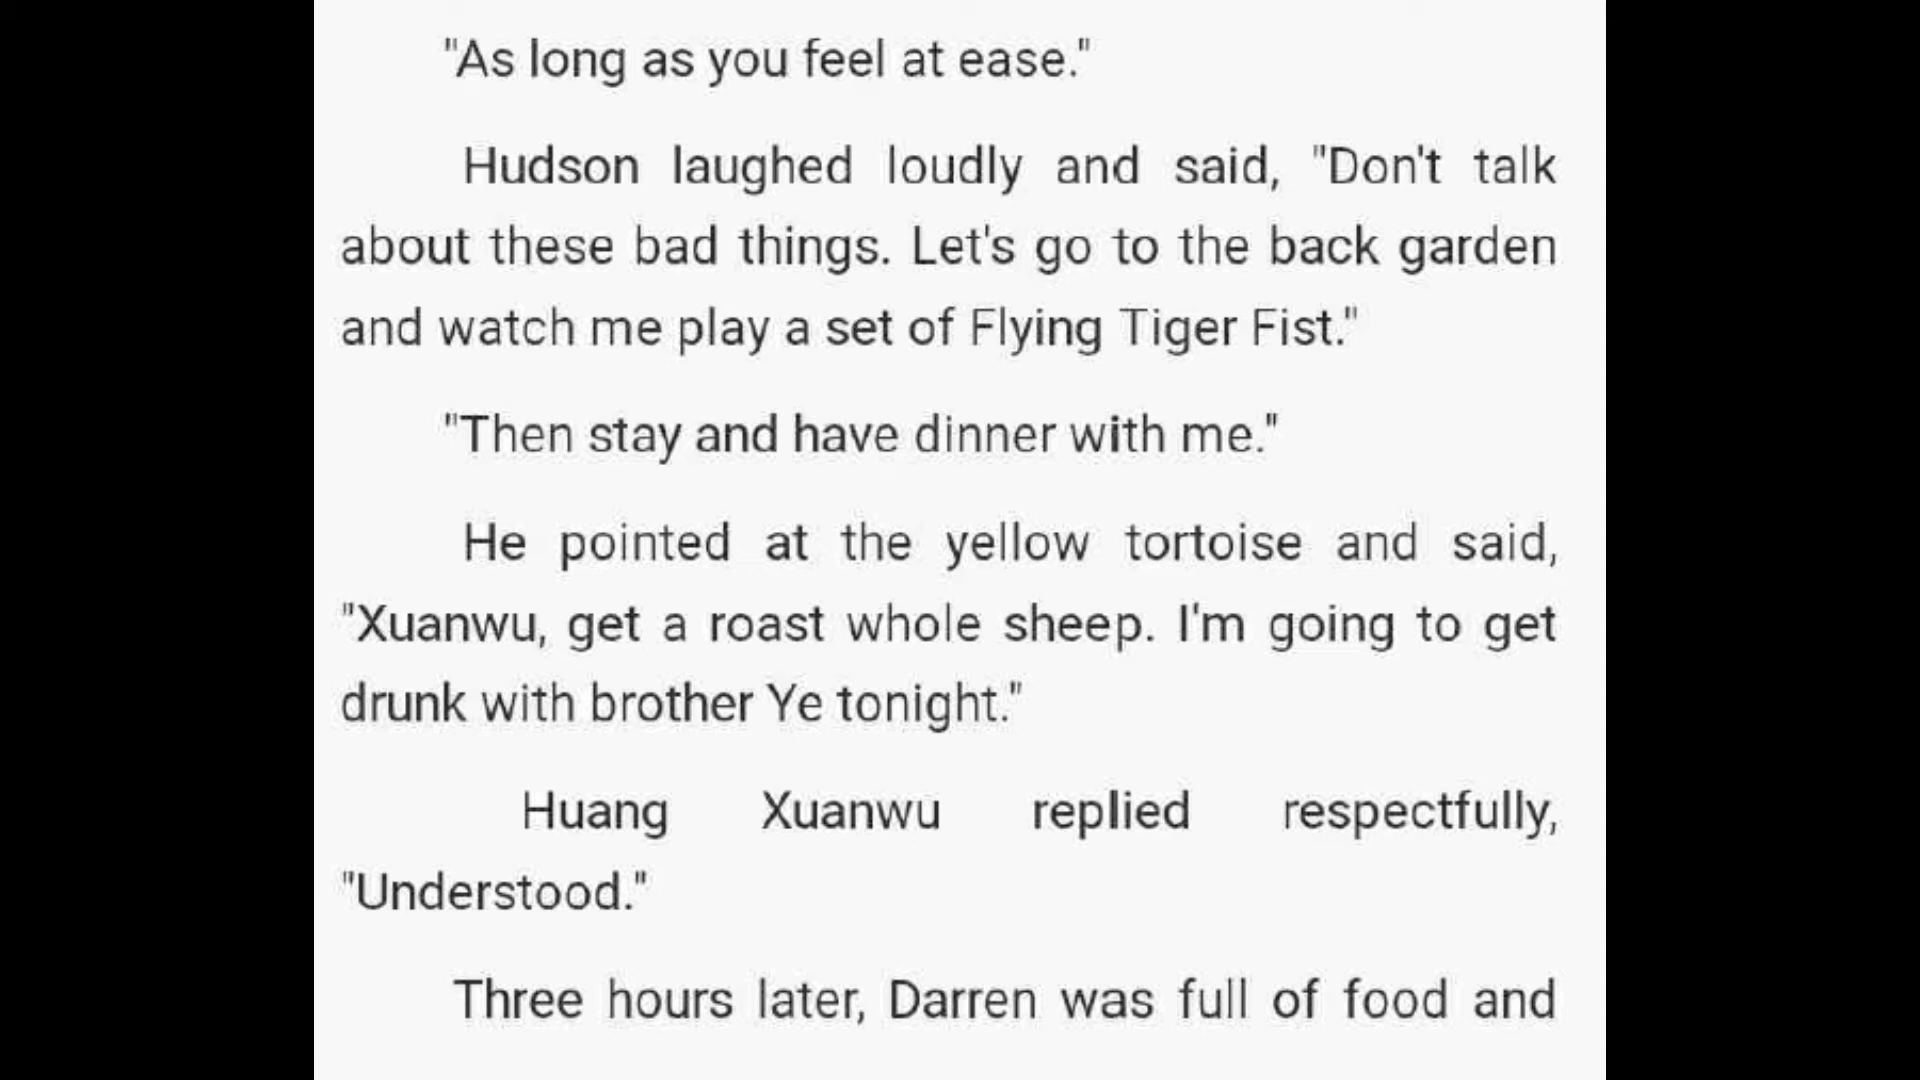 "As long as you feel at ease."
Hudson laughed loudly and said, "Don't talk
about these bad things. Let's go to the back garden
and watch me play a set of Flying Tiger Fist."
"Then stay and have dinner with me."
He pointed at the yellow tortoise and said,
"Xuanwu, get a roast whole sheep. I'm going to get
drunk with brother Ye tonight."
Huang Xuanwu replied respectfully,
"Understood."
Three hours later, Darren was full of food and